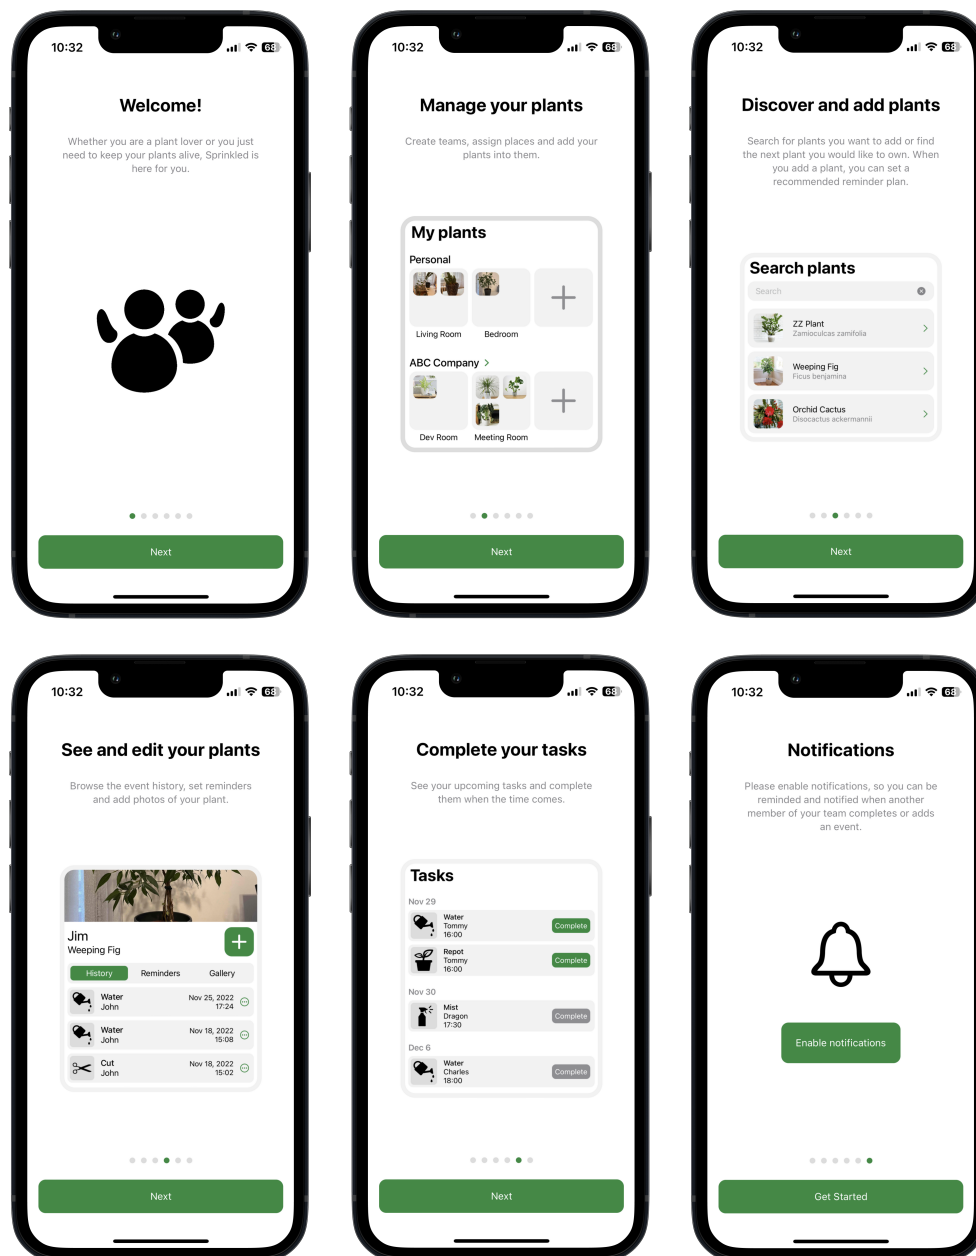 10:32
68
Welcome!
Whether you are a plant lover or you just
need to keep your plants alive, Sprinkled is
here for you.
Next
10:32
68
Manage your plants
Create teams, assign places and add your
plants into them.
My plants
Personal
Living Room
Bedroom
ABC Company >
Dev Room
Meeting Room
Next
10:32
68
Discover and add plants
Search for plants you want to add or find
the next plant you would like to own. When
you add a plant, you can set a
recommended reminder plan.
Search plants
Search
ZZ Plant
Zamioculcas zamifolia
Weeping Fig
Ficus benjamina
Orchid Cactus
Disocactus ackermannii
Next
10:32
68
See and edit your plants
Browse the event history, set reminders
and add photos of your plant.
Jim
Weeping Fig
History
Reminders
Gallery
Water
John
Nov 25, 2022
17:24
Water
John
Nov 18, 2022
15:08
Cut
John
Nov 18, 2022
15:02
Next
10:32
68
Complete your tasks
See your upcoming tasks and complete
them when the time comes.
Tasks
Nov 29
Water
Tommy
16:00
Complete
Repot
Tommy
16:00
Complete
Nov 30
Mist
Dragon
17:30
Complete
Dec 6
Water
Charles
18:00
Complete
Next
10:32
68
Notifications
Please enable notifications, so you can be
reminded and notified when another
member of your team completes or adds
an event.
Enable notifications
Get Started